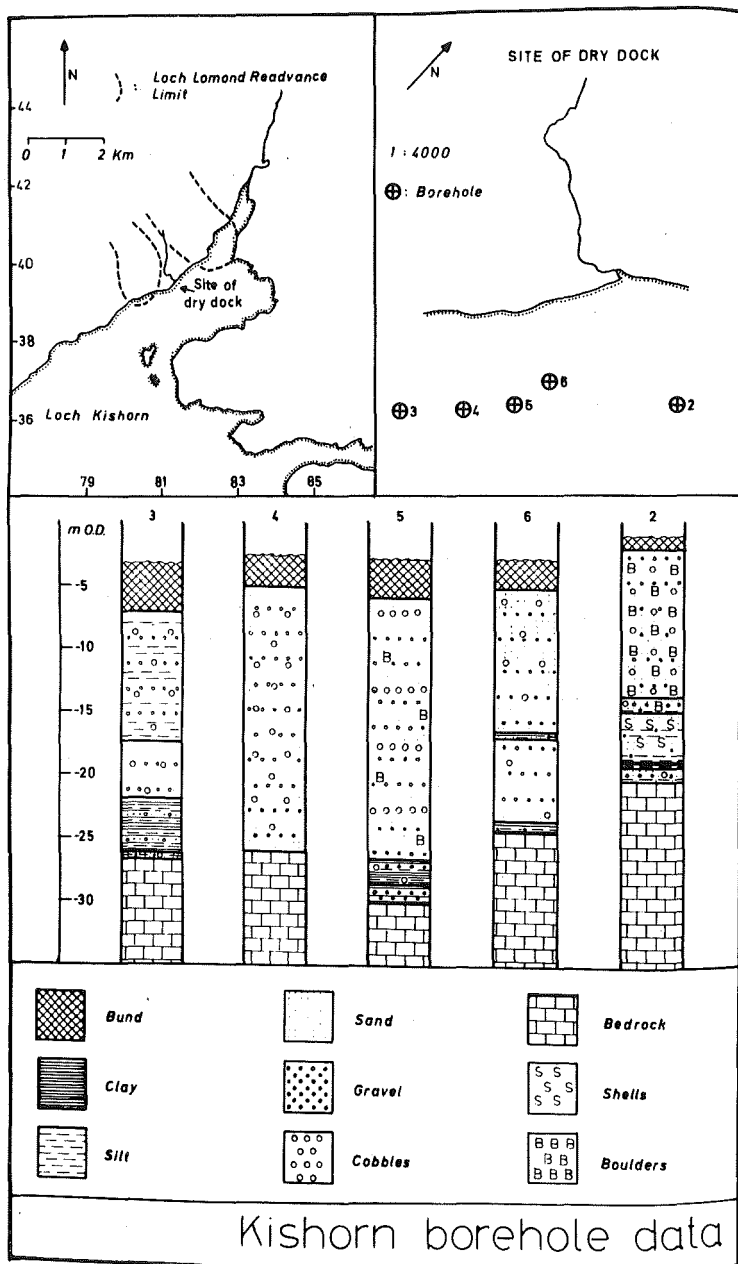 N
Loch Lomond Readvance
Limit
0 1 2 Km
44
42
40
38
36
Site of
dry dock
Loch Kishorn
79 81 83 85
N
SITE OF DRY DOCK
1 : 4000
: Borehole
3 4 5 6 2
3 4 5 6 2
m O.D.
-5
-10
-15
-20
-25
-30
B B
B
B B
B
B B
B
S S S
S S
B
B
B
B
Bund
Sand
Bedrock
Clay
Gravel
S S
S S
S S
Shells
Silt
Cobbles
B B B
B B
B B B
Boulders
Kishorn borehole data